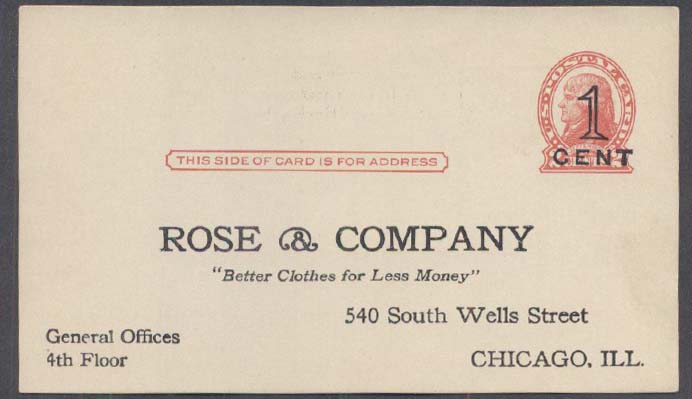 1
CENT
THIS SIDE OF CARD IS FOR ADDRESS
ROSE & COMPANY
"Better Clothes for Less Money"
540 South Wells Street
General Offices
4th Floor
CHICAGO, ILL.